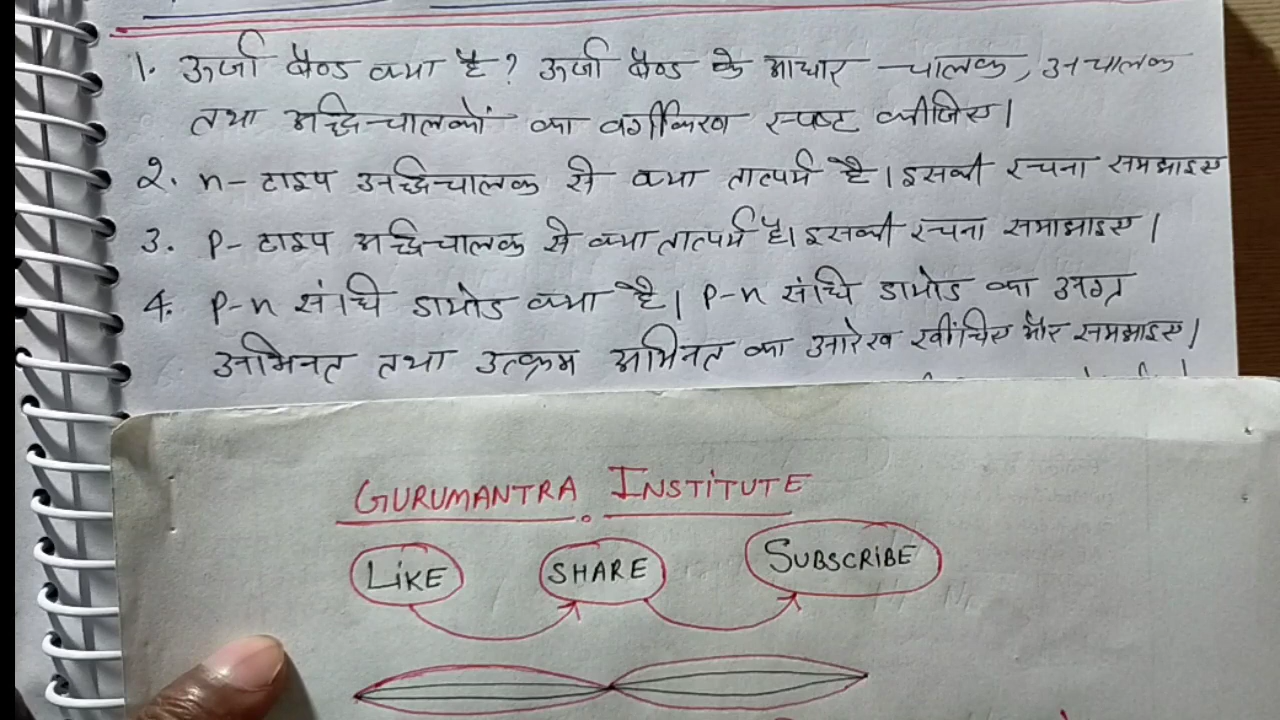 1. ऊर्जा बैण्ड क्या है? ऊर्जा बैण्ड के आधार चालक, अचालक
तथा अर्द्धचालकों का वर्गीकरण स्पष्ट कीजिए।
2. n-टाइप अर्द्धचालक से क्या तात्पर्य है। इसकी रचना समझाइए
3. p-टाइप अर्द्धचालक से क्या तात्पर्य है। इसकी रचना समाझाइए।
4. p-n संधि डायोड क्या है। p-n संधि डायोड का अग्र
अभिनत तथा उत्क्रम अभिनत का आरेख खींचिए और समझाइए।
GURUMANTRA INSTITUTE
LIKE SHARE SUBSCRIBE